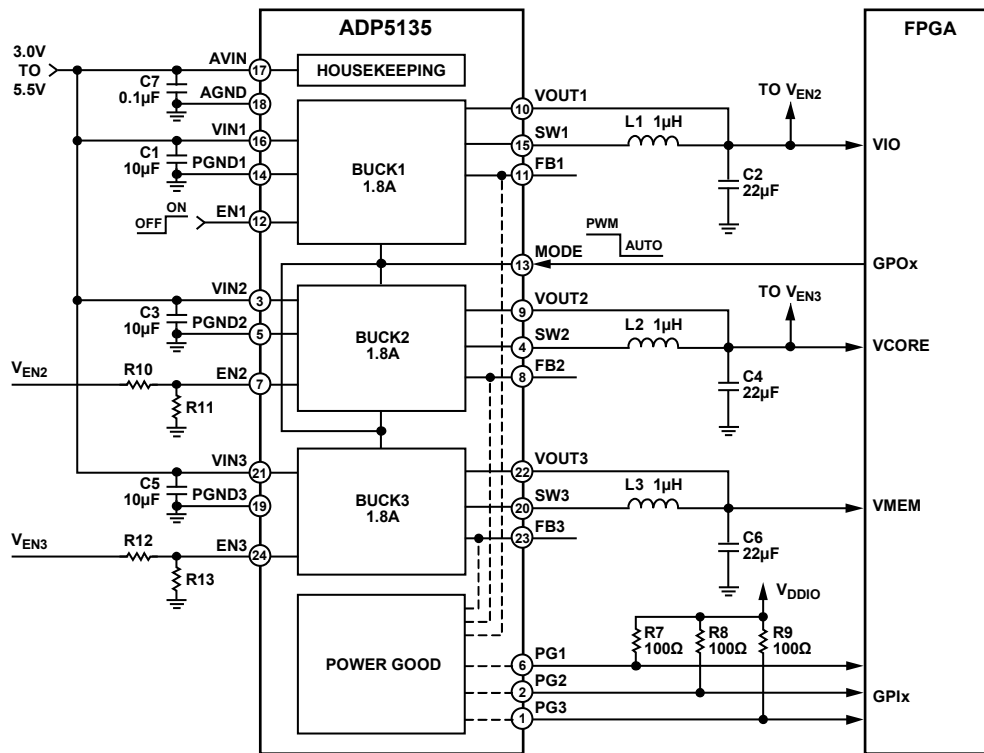 ADP5135
FPGA
3.0V
TO
5.5V
AVIN
17
HOUSEKEEPING
C7
0.1µF
AGND
18
VOUT1
10
TO VEN2
VIN1
16
SW1
15
L1 1µH
VIO
C1
10µF
PGND1
14
BUCK1
1.8A
FB1
11
C2
22µF
OFF
ON
EN1
12
MODE
13
PWM
AUTO
GPOx
VIN2
3
VOUT2
9
TO VEN3
C3
10µF
PGND2
5
BUCK2
1.8A
SW2
4
L2 1µH
VCORE
VEN2
R10
EN2
7
FB2
8
C4
22µF
R11
VIN3
21
VOUT3
22
C5
10µF
PGND3
19
BUCK3
1.8A
SW3
20
L3 1µH
VMEM
VEN3
R12
EN3
24
FB3
23
C6
22µF
R13
VDDIO
POWER GOOD
R7
100Ω
R8
100Ω
R9
100Ω
PG1
6
PG2
2
GPIx
PG3
1